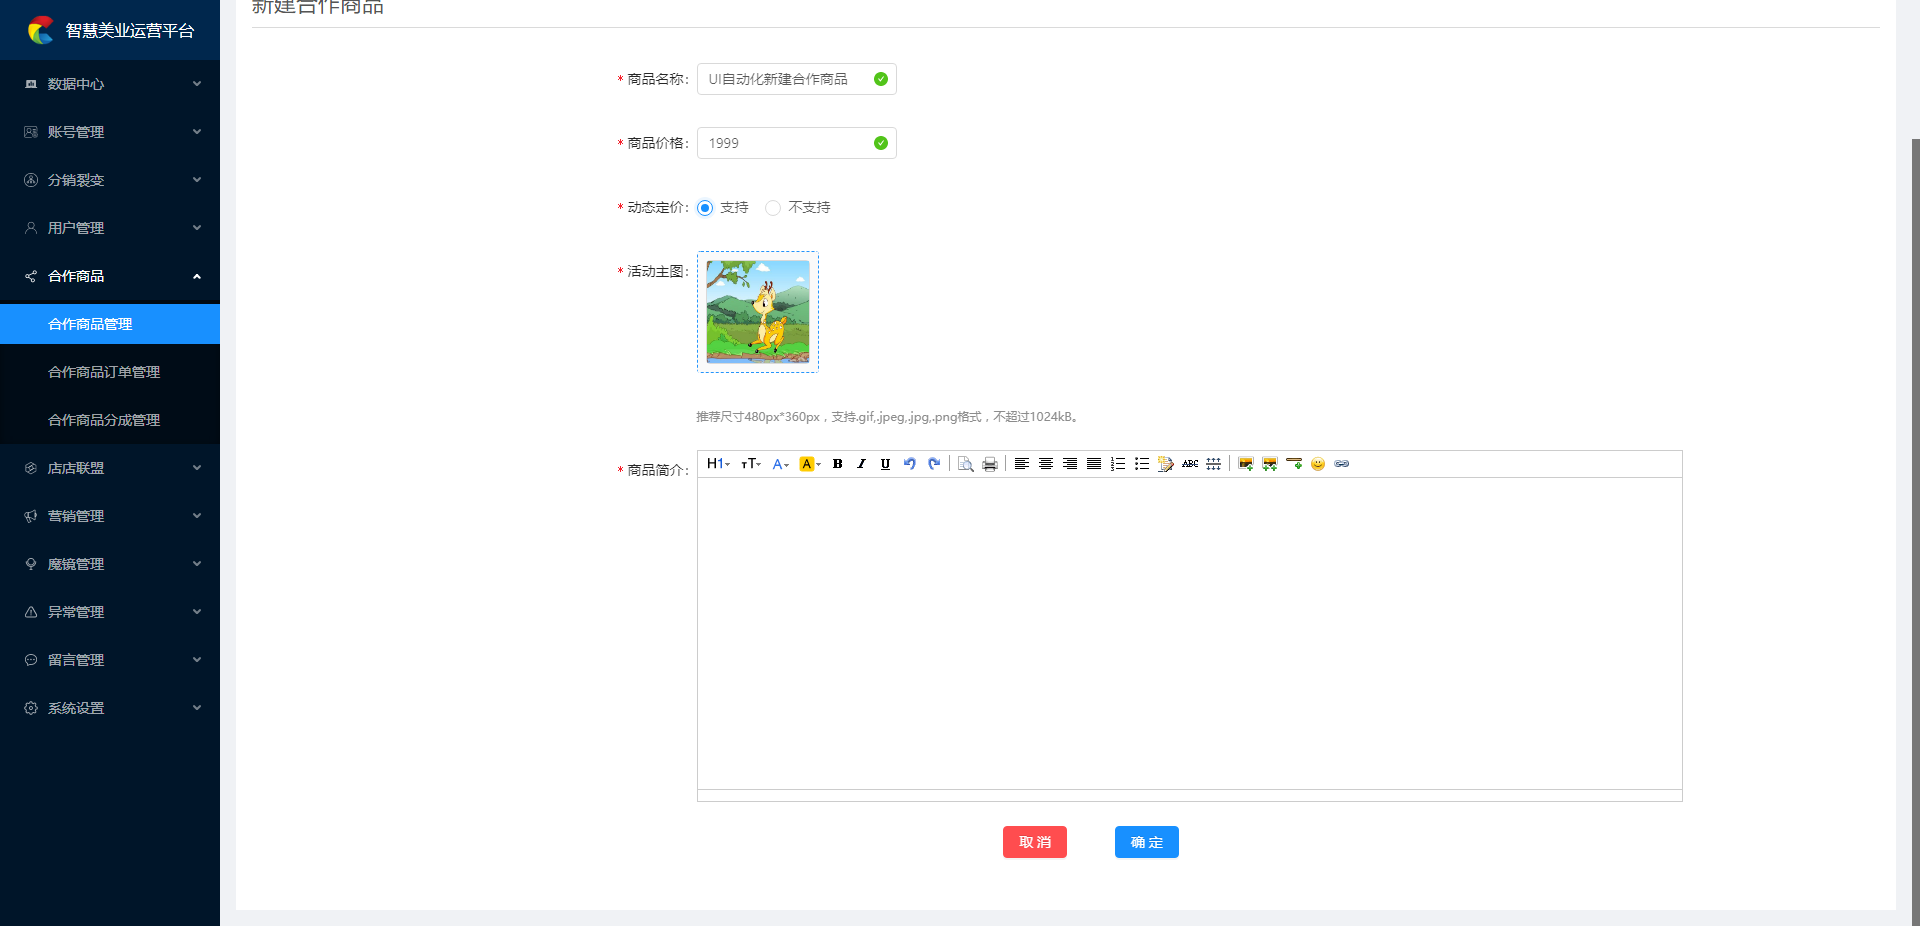 智慧美业运营平台
数据中心
账号管理
分销裂变
用户管理
合作商品
合作商品管理
合作商品订单管理
合作商品分成管理
店店联盟
营销管理
魔镜管理
异常管理
留言管理
系统设置
新建合作商品
* 商品名称: UI自动化新建合作商品
* 商品价格: 1999
* 动态定价: 支持 不支持
* 活动主图:
推荐尺寸480px*360px，支持.gif,.jpeg,.jpg,.png格式，不超过1024kB。
* 商品简介:
H1 TT A A B I U ABC
取 消 确 定